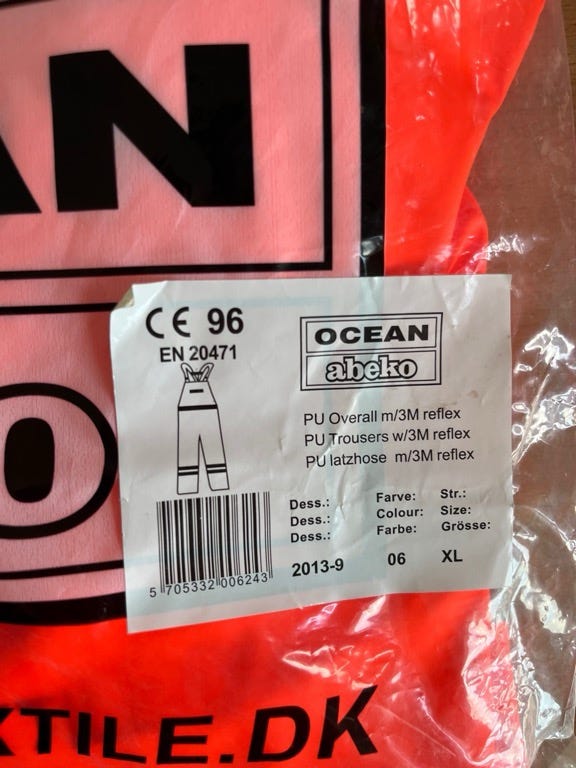 AN
O
CE 96
EN 20471
OCEAN
abeko
PU Overall m/3M reflex
PU Trousers w/3M reflex
PU latzhose m/3M reflex
Dess.: Farve: Str.:
Dess.: Colour: Size:
Dess.: Farbe: Grösse:
2013-9 06 XL
5 705332 006243
XTILE.DK